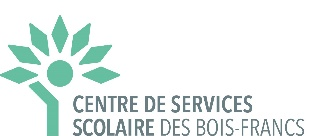 CENTRE DE SERVICES
SCOLAIRE DES BOIS-FRANCS